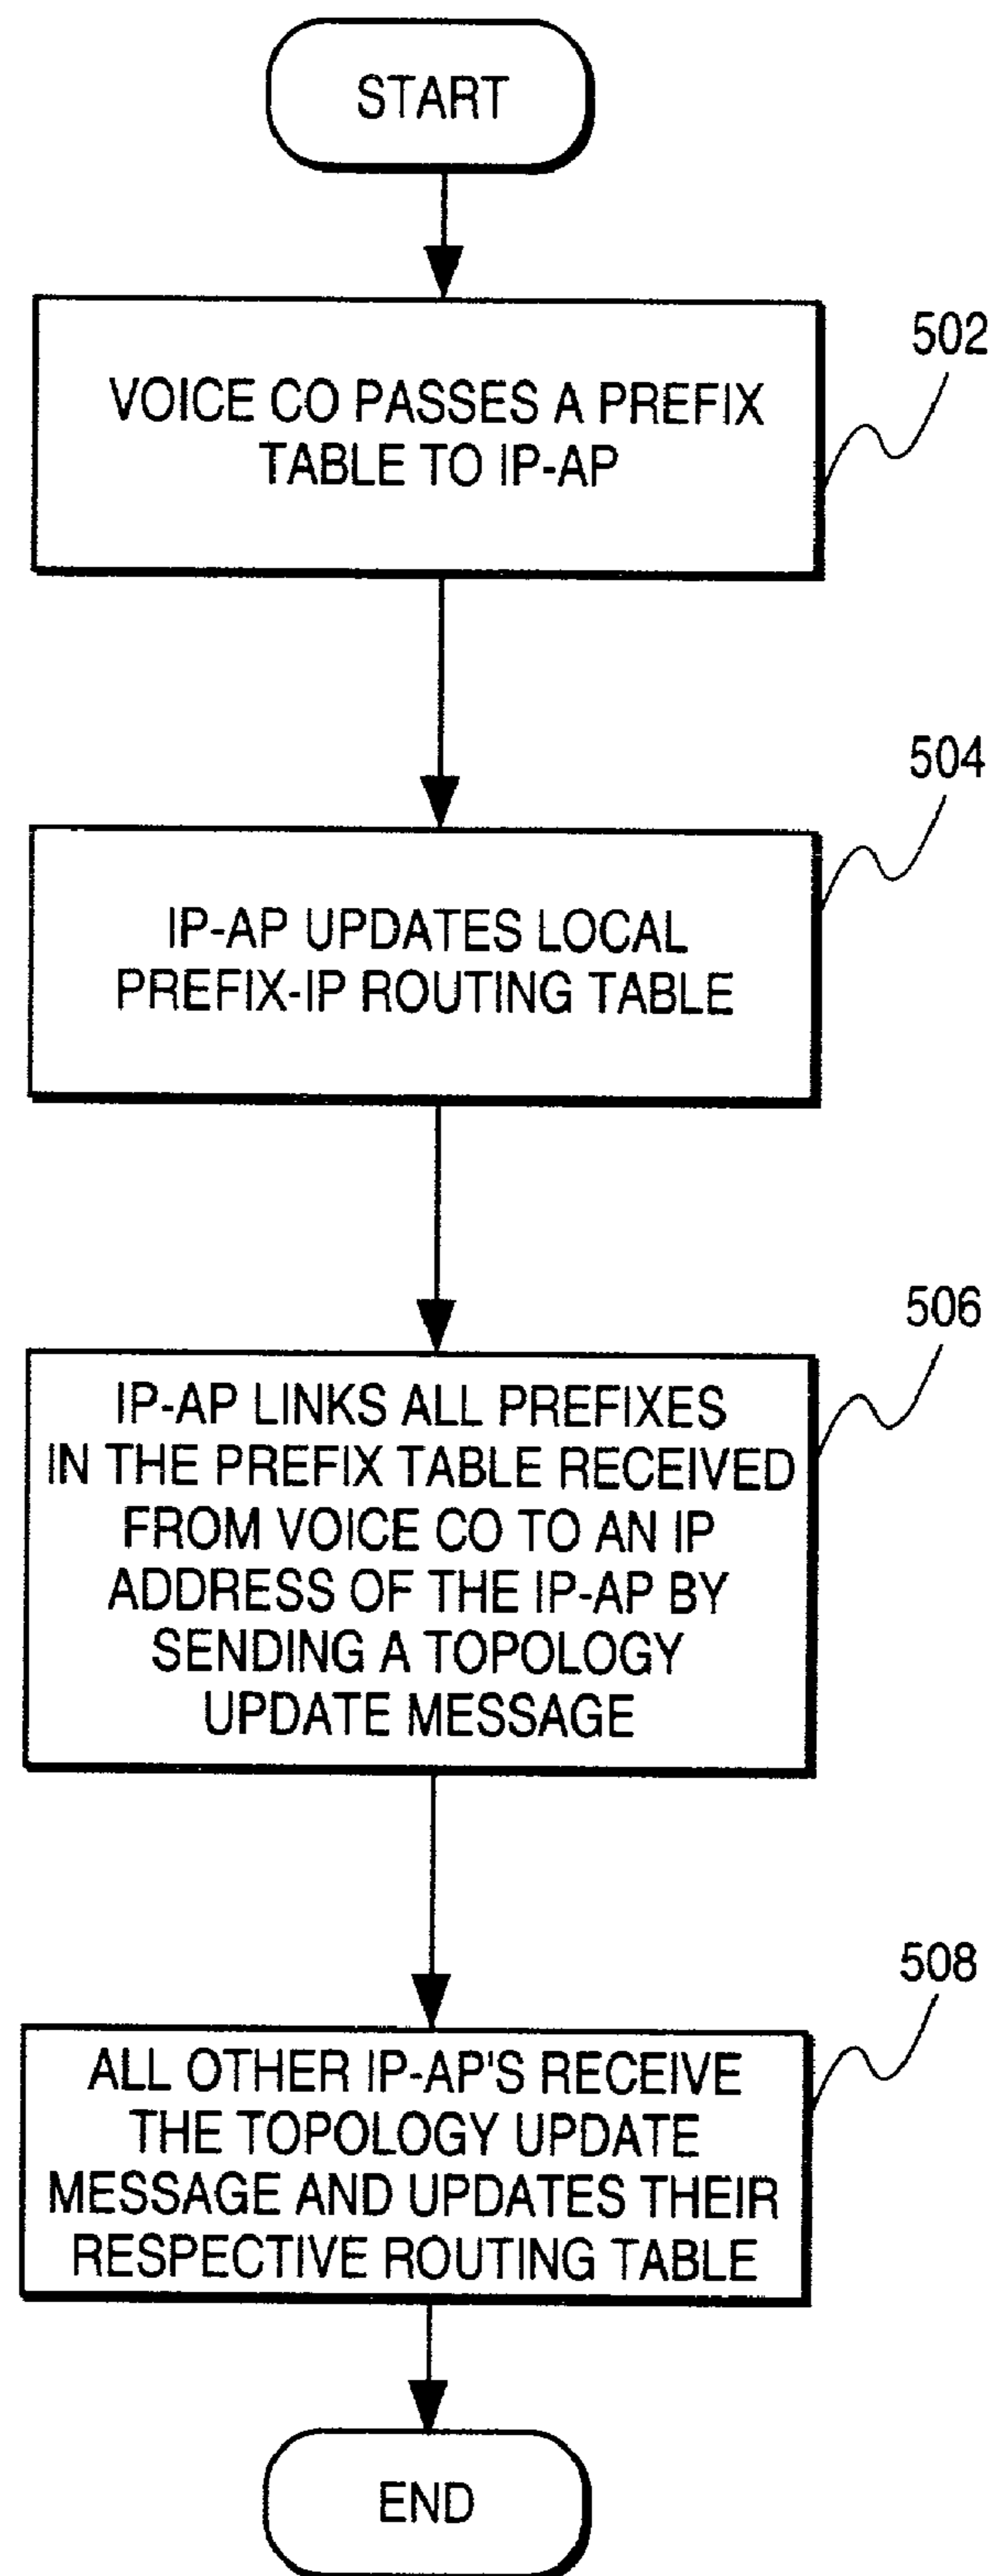 START
502
VOICE CO PASSES A PREFIX
TABLE TO IP-AP
504
IP-AP UPDATES LOCAL
PREFIX-IP ROUTING TABLE
506
IP-AP LINKS ALL PREFIXES
IN THE PREFIX TABLE RECEIVED
FROM VOICE CO TO AN IP
ADDRESS OF THE IP-AP BY
SENDING A TOPOLOGY
UPDATE MESSAGE
508
ALL OTHER IP-AP'S RECEIVE
THE TOPOLOGY UPDATE
MESSAGE AND UPDATES THEIR
RESPECTIVE ROUTING TABLE
END